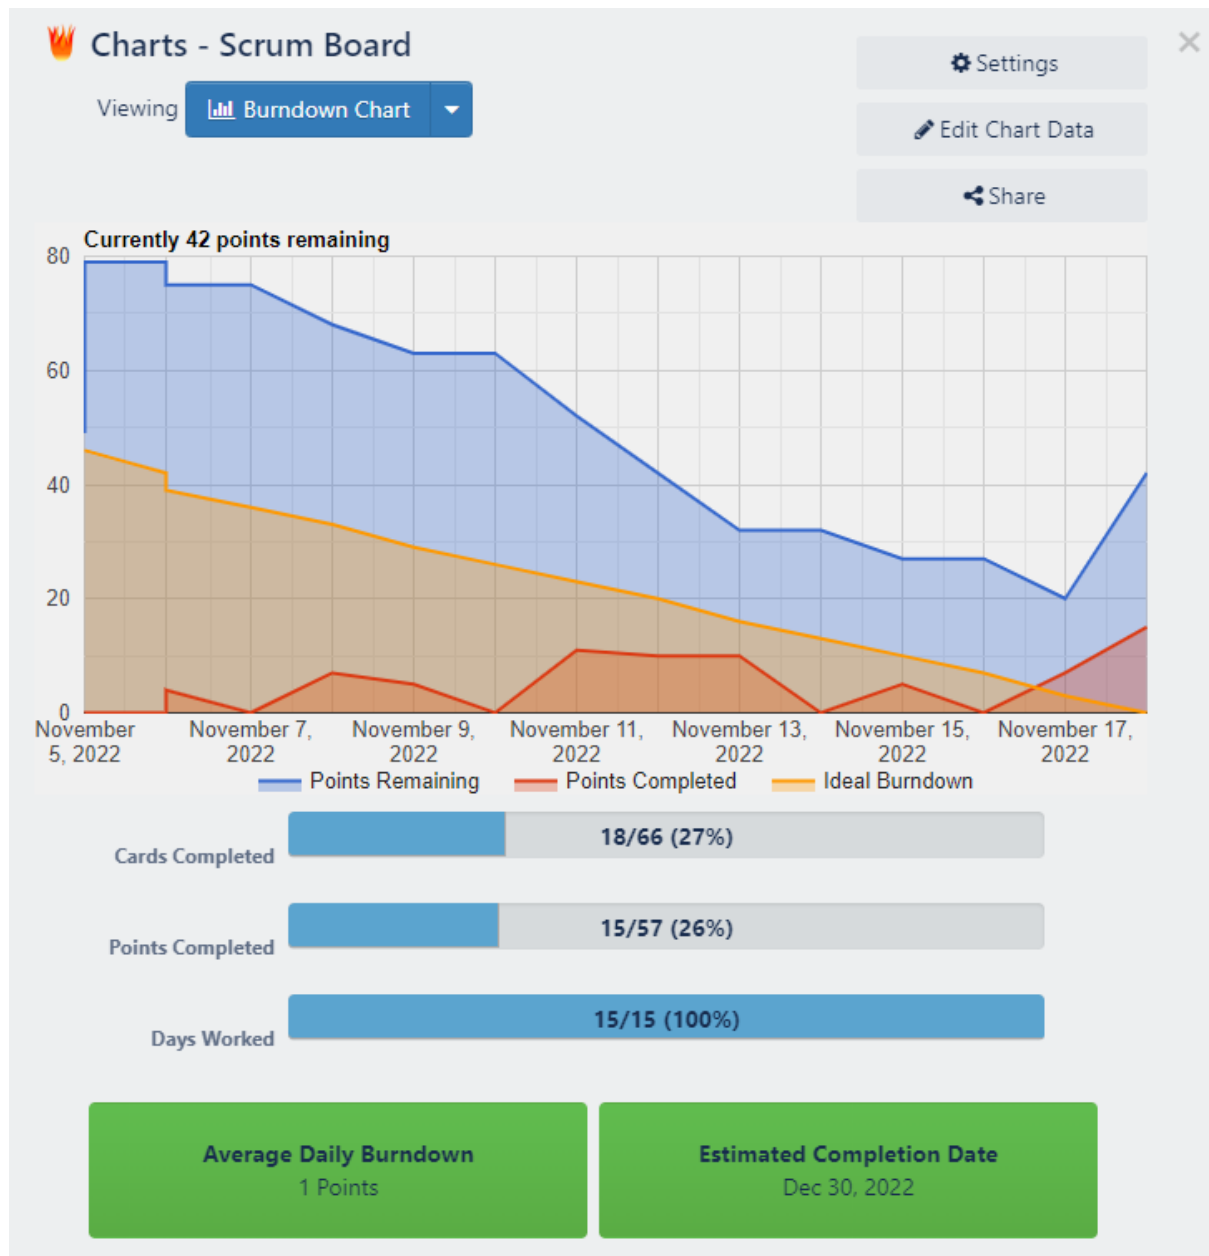 Charts - Scrum Board
Settings
Viewing
Burndown Chart
Edit Chart Data
Share
Currently 42 points remaining
80
60
40
20
0
November 5, 2022
November 7, 2022
November 9, 2022
November 11, 2022
November 13, 2022
November 15, 2022
November 17, 2022
Points Remaining
Points Completed
Ideal Burndown
Cards Completed
18/66 (27%)
Points Completed
15/57 (26%)
Days Worked
15/15 (100%)
Average Daily Burndown
1 Points
Estimated Completion Date
Dec 30, 2022